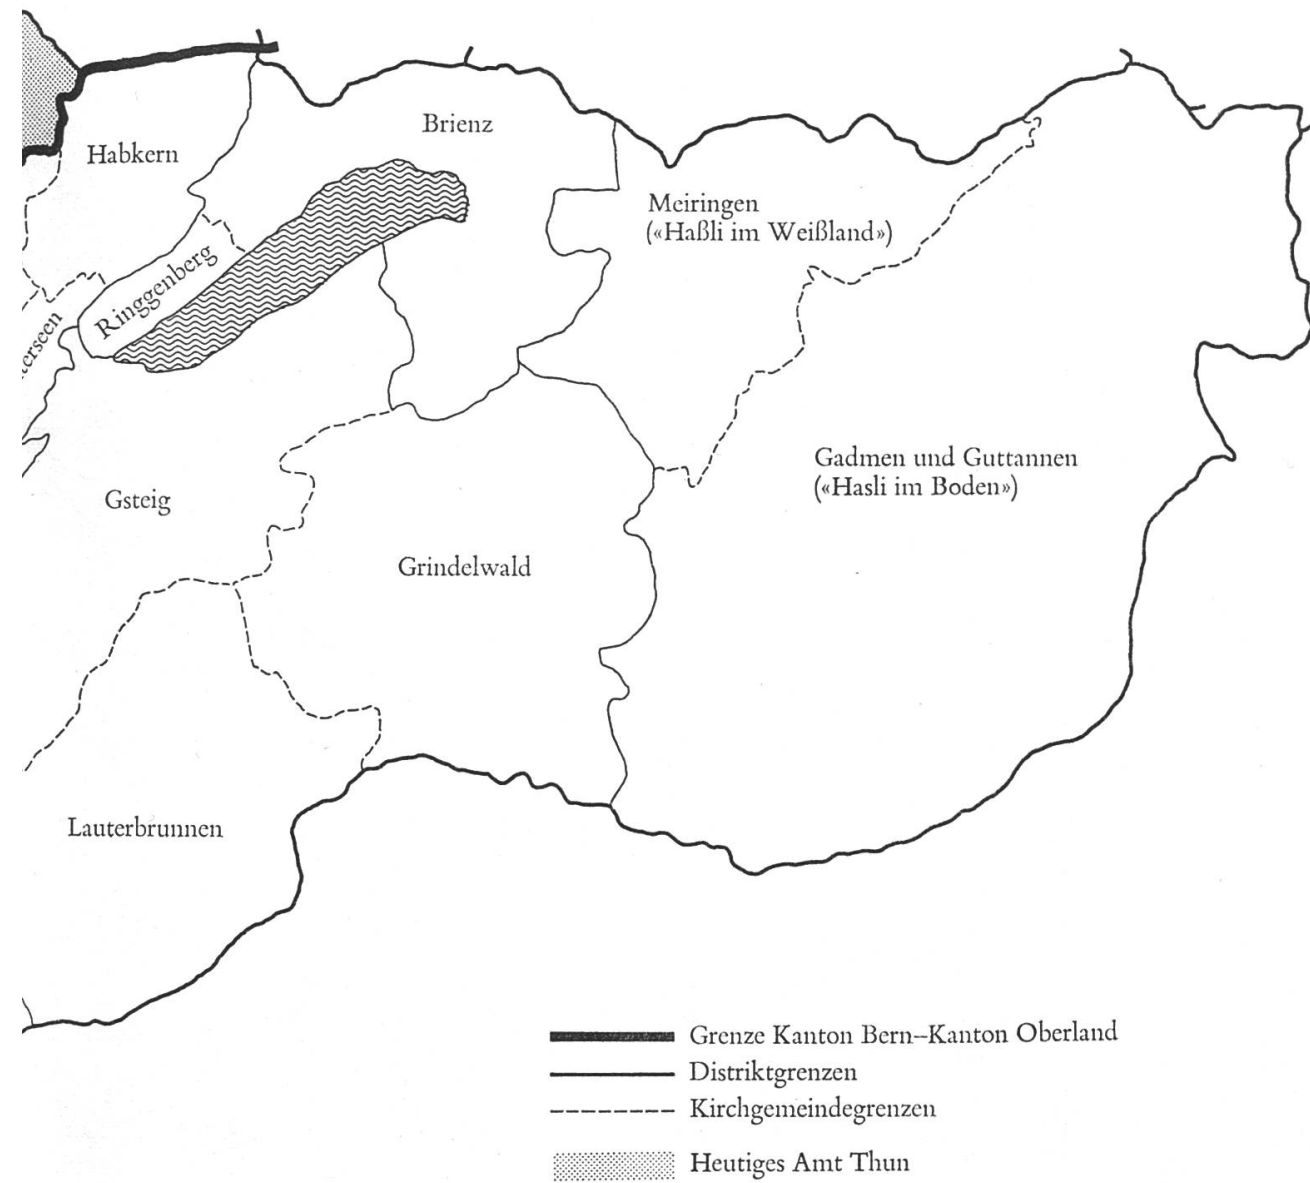 Brienz
Habkern
Meiringen
(«Haßli im Weißland»)
Ringgenberg
Gadmen und Guttannen
(«Hasli im Boden»)
Gsteig
Grindelwald
Lauterbrunnen
Grenze Kanton Bern–Kanton Oberland
Distriktgrenzen
Kirchgemeindegrenzen
Heutiges Amt Thun